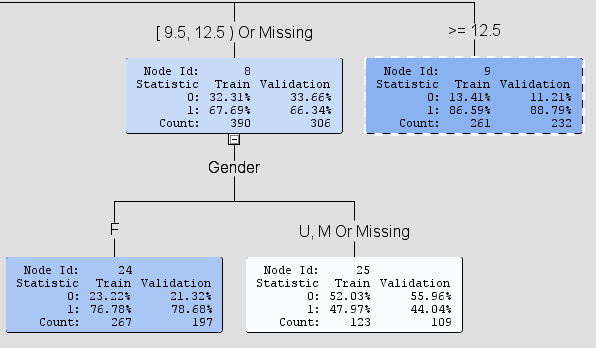 [ 9.5, 12.5 ) Or Missing
>= 12.5
Node Id: 8
Statistic Train Validation
0: 32.31% 33.66%
1: 67.69% 66.34%
Count: 390 306
Node Id: 9
Statistic Train Validation
0: 13.41% 11.21%
1: 86.59% 88.79%
Count: 261 232
Gender
F
U, M Or Missing
Node Id: 24
Statistic Train Validation
0: 23.22% 21.32%
1: 76.78% 78.68%
Count: 267 197
Node Id: 25
Statistic Train Validation
0: 52.03% 55.96%
1: 47.97% 44.04%
Count: 123 109